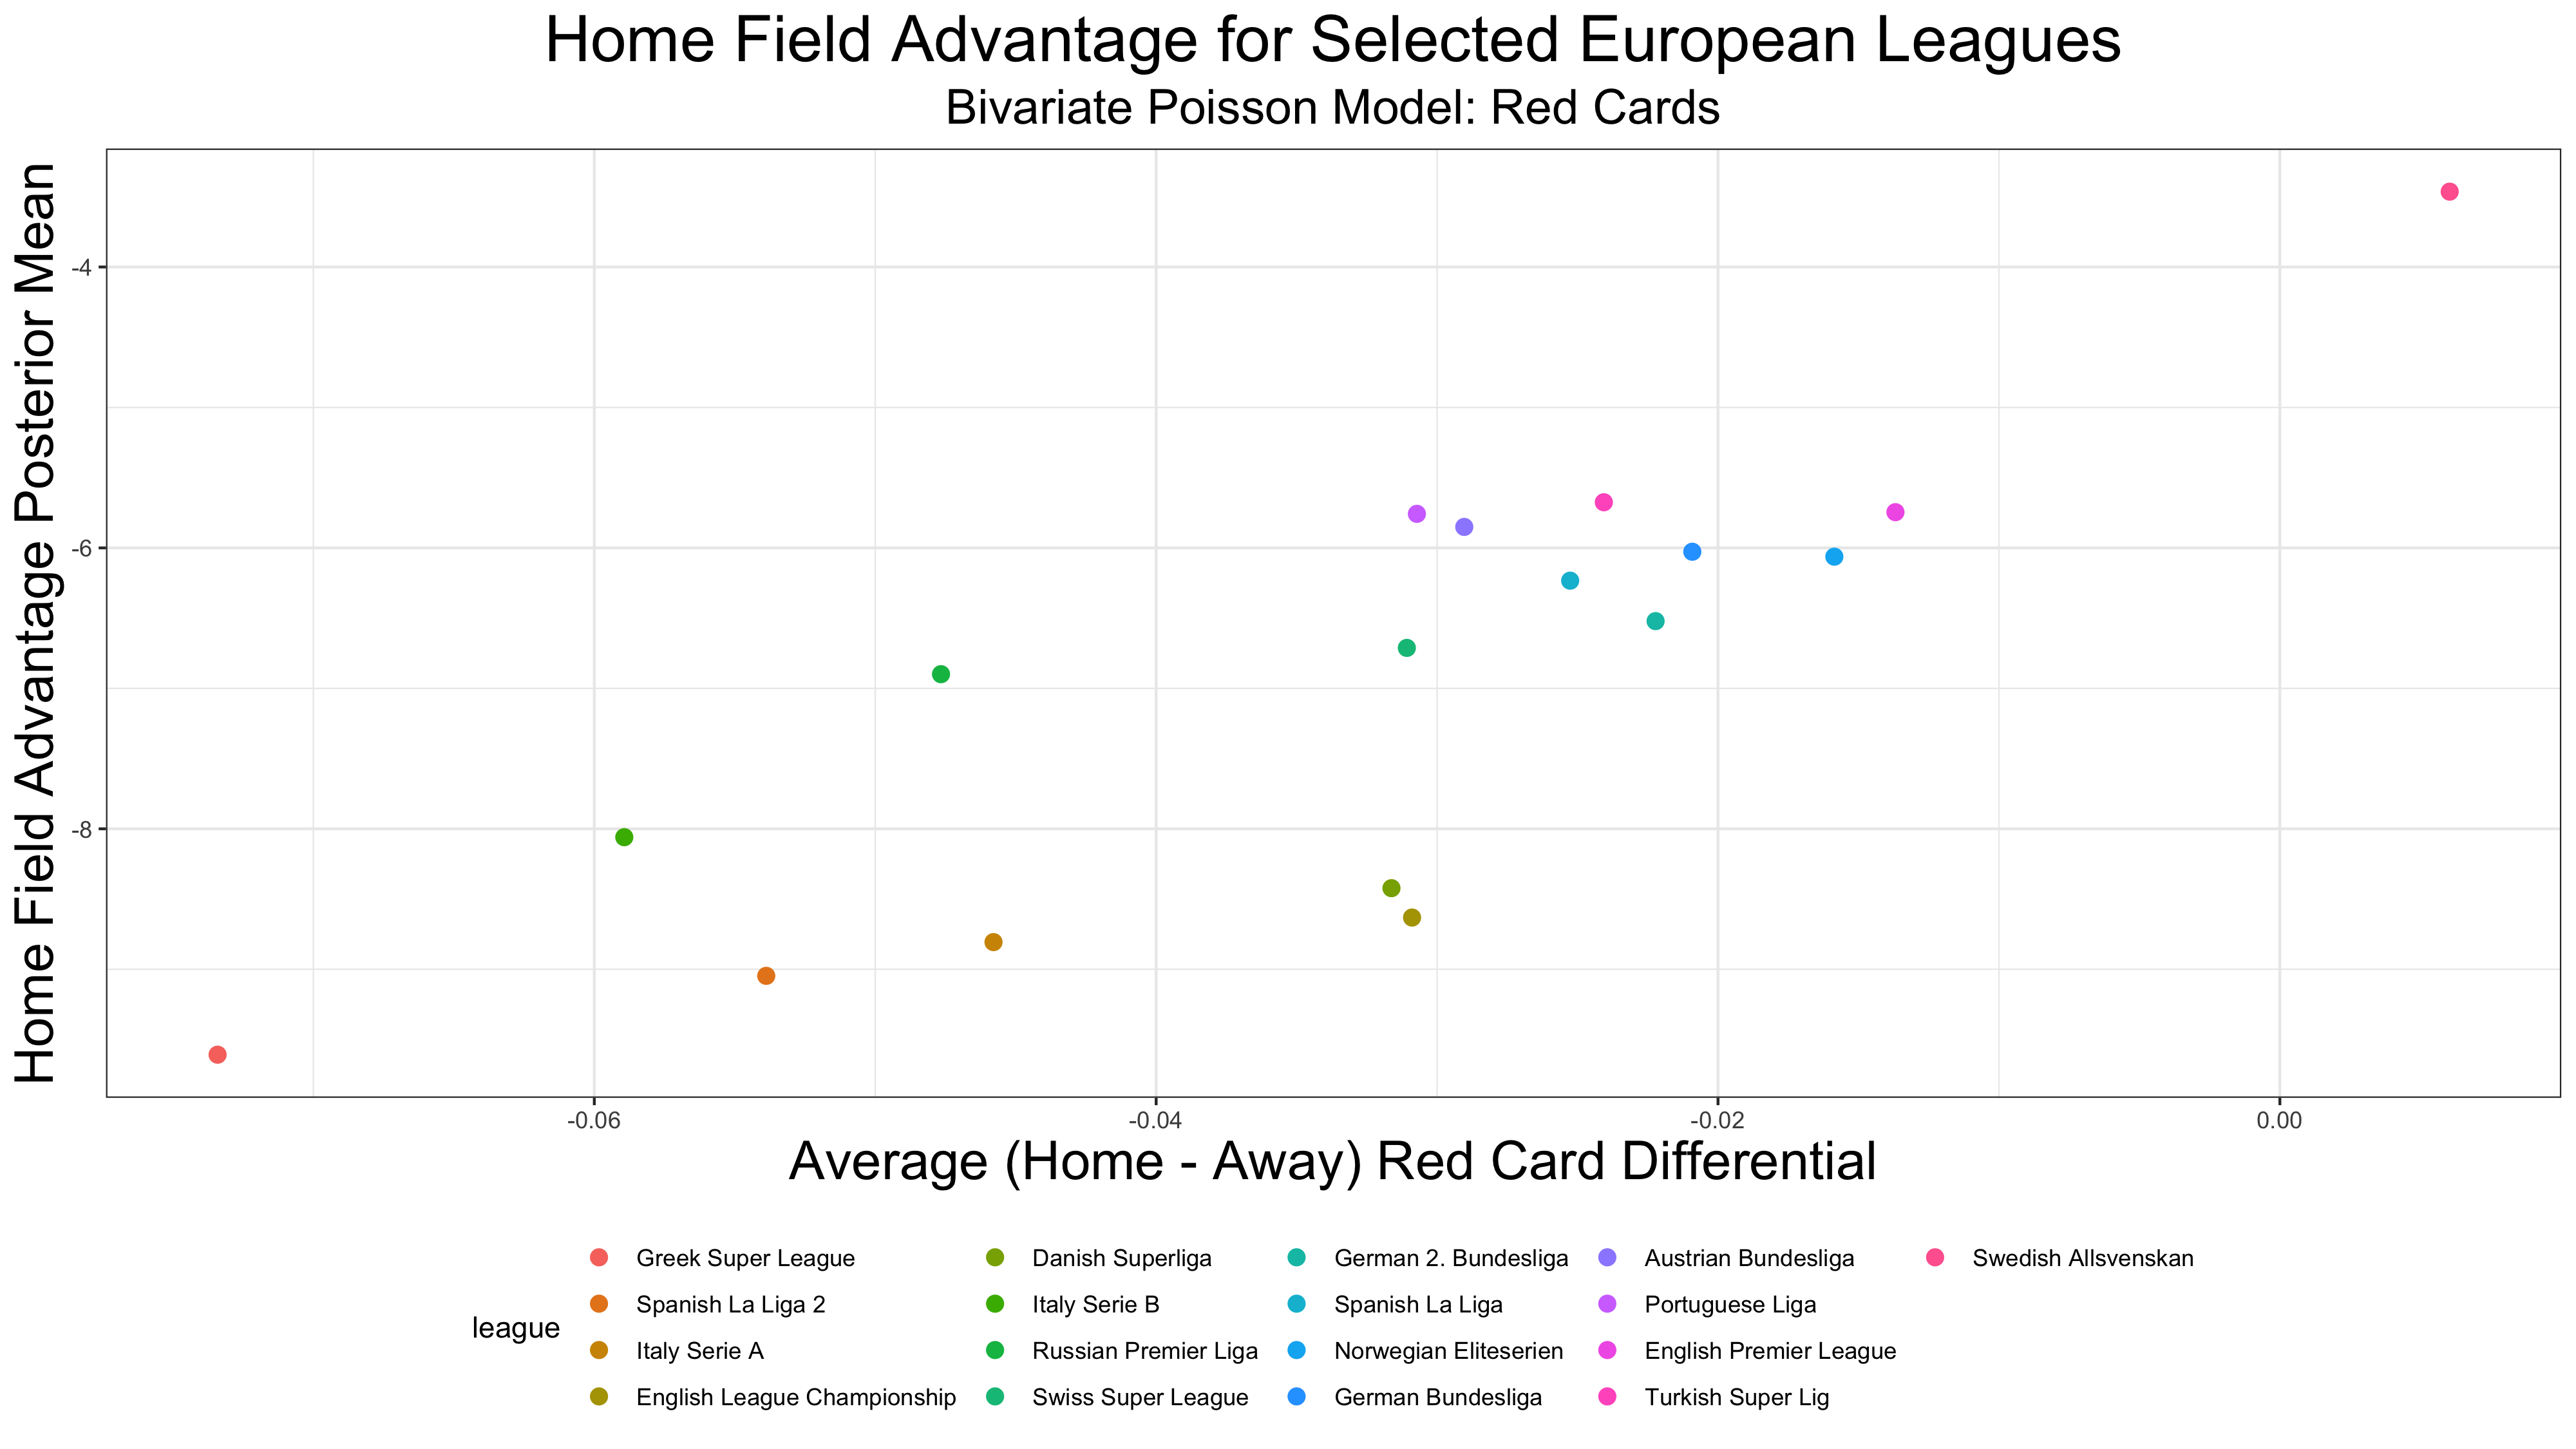 Home Field Advantage for Selected European Leagues
Bivariate Poisson Model: Red Cards
Home Field Advantage Posterior Mean
-4
-6
-8
-0.06
-0.04
-0.02
0.00
Average (Home - Away) Red Card Differential
league
Greek Super League
Spanish La Liga 2
Italy Serie A
English League Championship
Danish Superliga
Italy Serie B
Russian Premier Liga
Swiss Super League
German 2. Bundesliga
Spanish La Liga
Norwegian Eliteserien
German Bundesliga
Austrian Bundesliga
Portuguese Liga
English Premier League
Turkish Super Lig
Swedish Allsvenskan